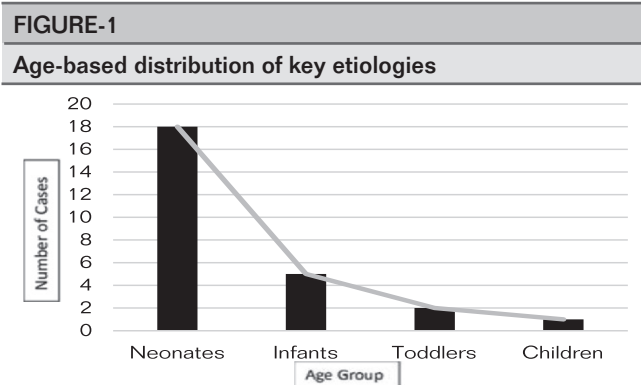 FIGURE-1
Age-based distribution of key etiologies
20
18
16
14
12
10
8
6
4
2
0
Number of Cases
Neonates Infants Toddlers Children
Age Group